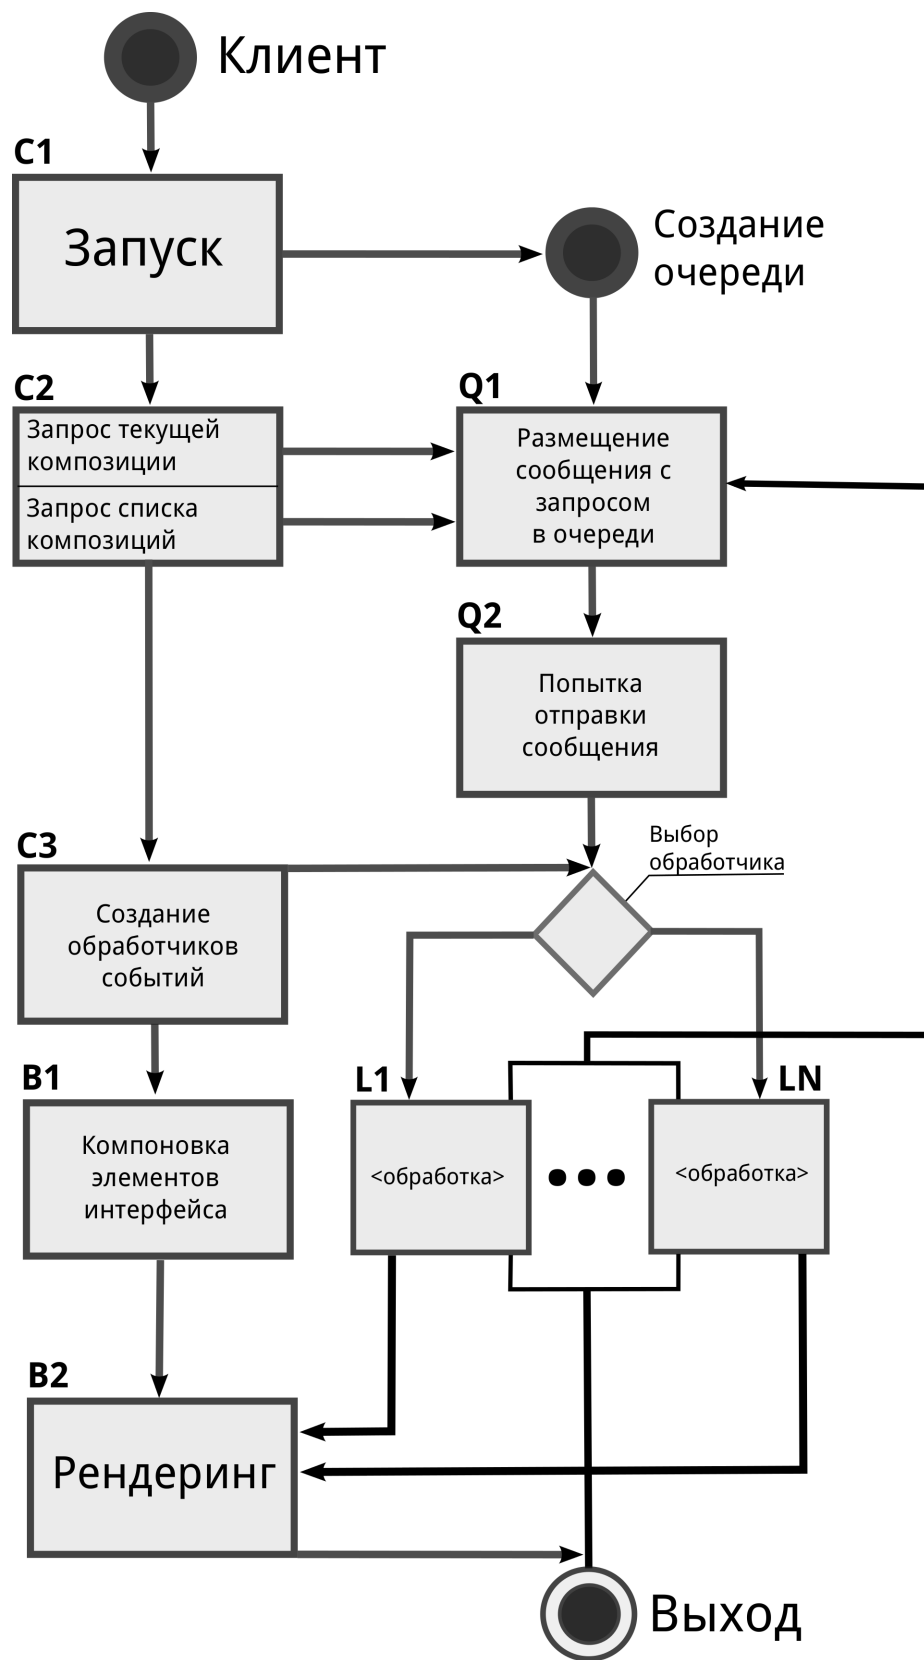 Клиент
C1
Запуск
Создание
очереди
C2
Запрос текущей
композиции
Запрос списка
композиций
Q1
Размещение
сообщения с
запросом
в очереди
Q2
Попытка
отправки
сообщения
Выбор
обработчика
C3
Создание
обработчиков
событий
B1
Компоновка
элементов
интерфейса
L1
<обработка>
LN
<обработка>
B2
Рендеринг
Выход